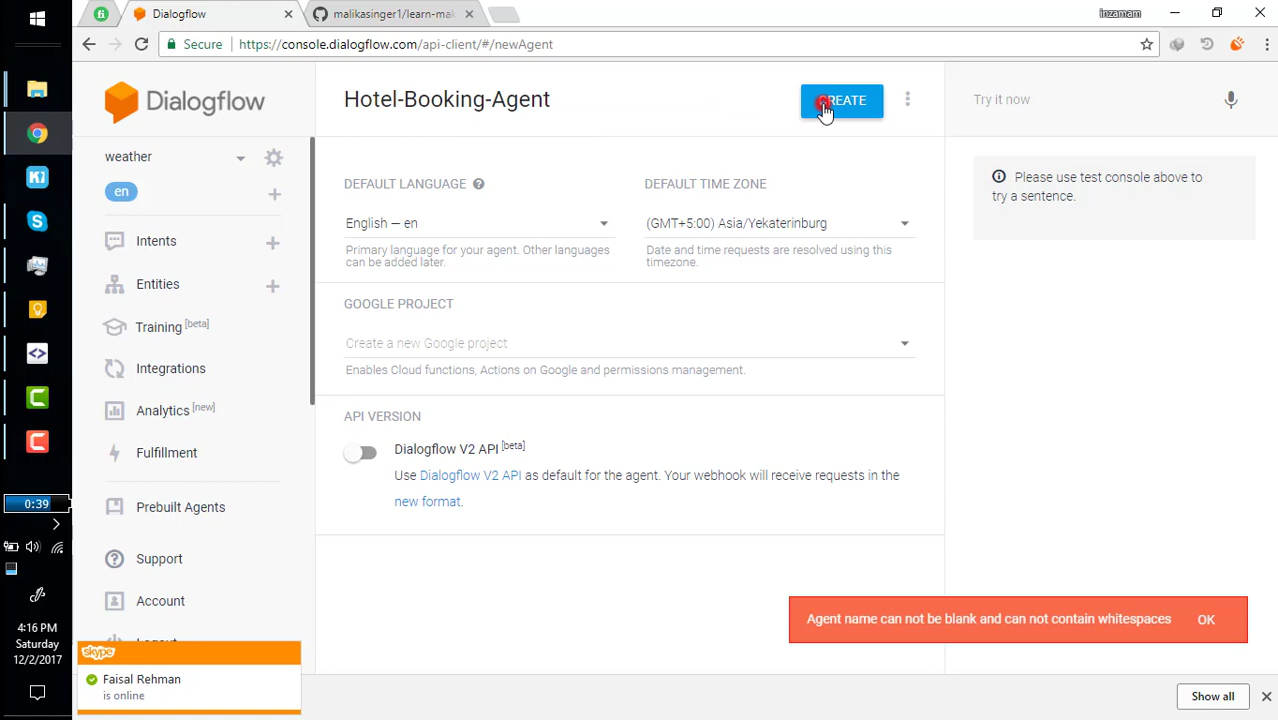 Dialogflow
malikasinger1/learn-mak
Inzamam
Secure
https://console.dialogflow.com/api-client/#/newAgent
Dialogflow
Hotel-Booking-Agent
CREATE
Try it now
weather
en
DEFAULT LANGUAGE
DEFAULT TIME ZONE
Please use test console above to
try a sentence.
English — en
(GMT+5:00) Asia/Yekaterinburg
Intents
Primary language for your agent. Other languages
can be added later.
Date and time requests are resolved using this
timezone.
Entities
GOOGLE PROJECT
Training [beta]
Create a new Google project
Integrations
Enables Cloud functions, Actions on Google and permissions management.
Analytics [new]
API VERSION
Fulfillment
Dialogflow V2 API [beta]
Use Dialogflow V2 API as default for the agent. Your webhook will receive requests in the
new format.
0:39
Prebuilt Agents
Support
Account
Logout
Agent name can not be blank and can not contain whitespaces
OK
4:16 PM
Saturday
12/2/2017
skype
Faisal Rehman
is online
Show all